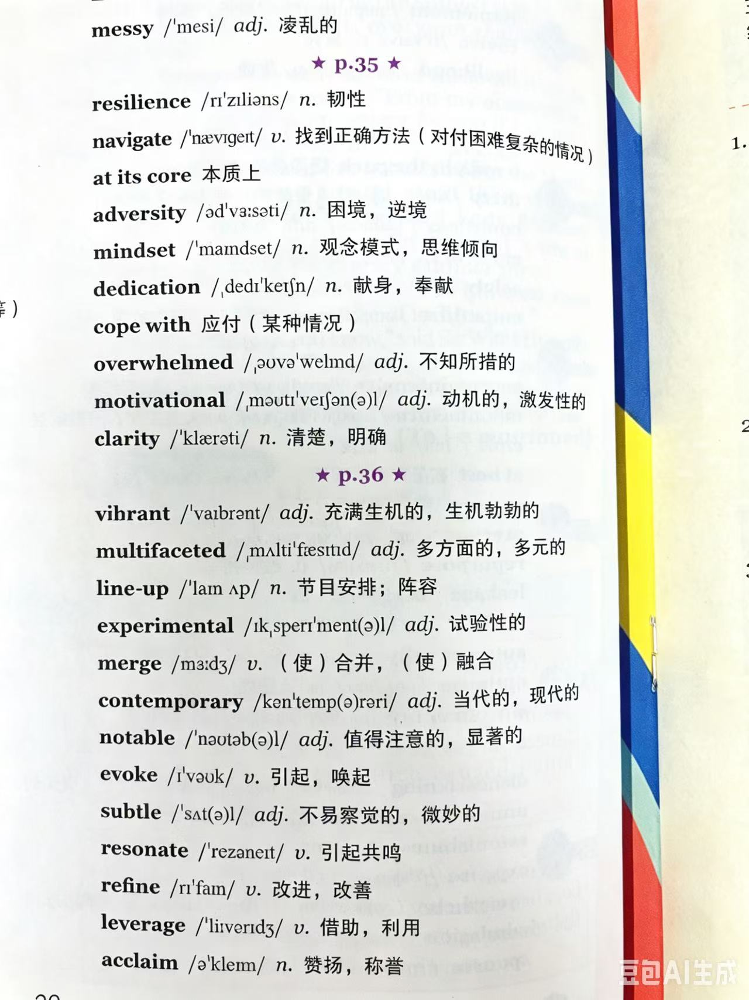 messy /ˈmesi/ adj. 凌乱的
★ p.35 ★
resilience /rɪˈzɪliəns/ n. 韧性
navigate /ˈnævɪgeɪt/ v. 找到正确方法（对付困难复杂的情况）
at its core 本质上
adversity /ədˈvɜːsəti/ n. 困境，逆境
mindset /ˈmaɪndset/ n. 观念模式，思维倾向
dedication /ˌdedɪˈkeɪʃn/ n. 献身，奉献
等）
cope with 应付（某种情况）
overwhelmed /ˌəʊvəˈwelmd/ adj. 不知所措的
motivational /ˌməʊtɪˈveɪʃən(ə)l/ adj. 动机的，激发性的
clarity /ˈklærəti/ n. 清楚，明确
★ p.36 ★
vibrant /ˈvaɪbrənt/ adj. 充满生机的，生机勃勃的
multifaceted /ˌmʌltiˈfæsɪtɪd/ adj. 多方面的，多元的
line-up /ˈlaɪn ʌp/ n. 节目安排；阵容
experimental /ɪkˌsperɪˈment(ə)l/ adj. 试验性的
merge /mɜːdʒ/ v. （使）合并，（使）融合
contemporary /kənˈtemp(ə)rəri/ adj. 当代的，现代的
notable /ˈnəʊtəb(ə)l/ adj. 值得注意的，显著的
evoke /ɪˈvəʊk/ v. 引起，唤起
subtle /ˈsʌt(ə)l/ adj. 不易察觉的，微妙的
resonate /ˈrezəneɪt/ v. 引起共鸣
refine /rɪˈfaɪn/ v. 改进，改善
leverage /ˈliːvərɪdʒ/ v. 借助，利用
acclaim /əˈkleɪm/ n. 赞扬，称誉
1.
2
豆包AI生成